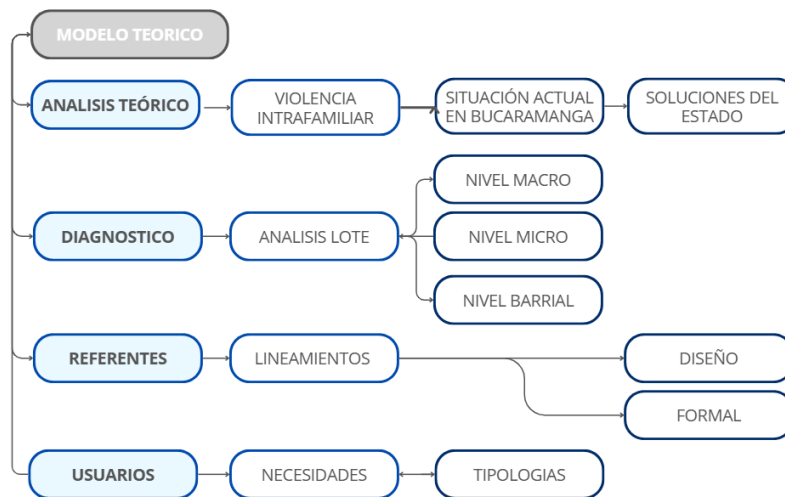 MODELO TEORICO
ANALISIS TEÓRICO
VIOLENCIA
INTRAFAMILIAR
SITUACIÓN ACTUAL
EN BUCARAMANGA
SOLUCIONES DEL
ESTADO
DIAGNOSTICO
ANALISIS LOTE
NIVEL MACRO
NIVEL MICRO
NIVEL BARRIAL
REFERENTES
LINEAMIENTOS
DISEÑO
FORMAL
USUARIOS
NECESIDADES
TIPOLOGIAS